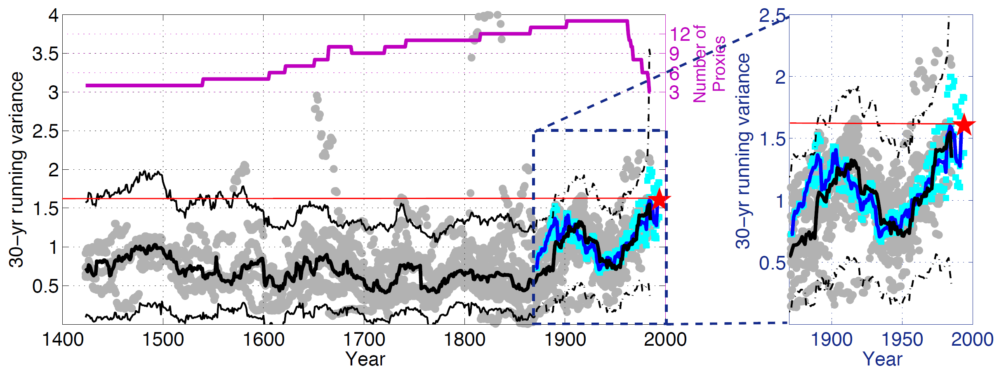 4
3.5
3
2.5
2
1.5
1
0.5
30-yr running variance
1400 1500 1600 1700 1800 1900 2000
Year
12
9
6
3
Number of
Proxies
2.5
2
1.5
1
0.5
30-yr running variance
1900 1950 2000
Year